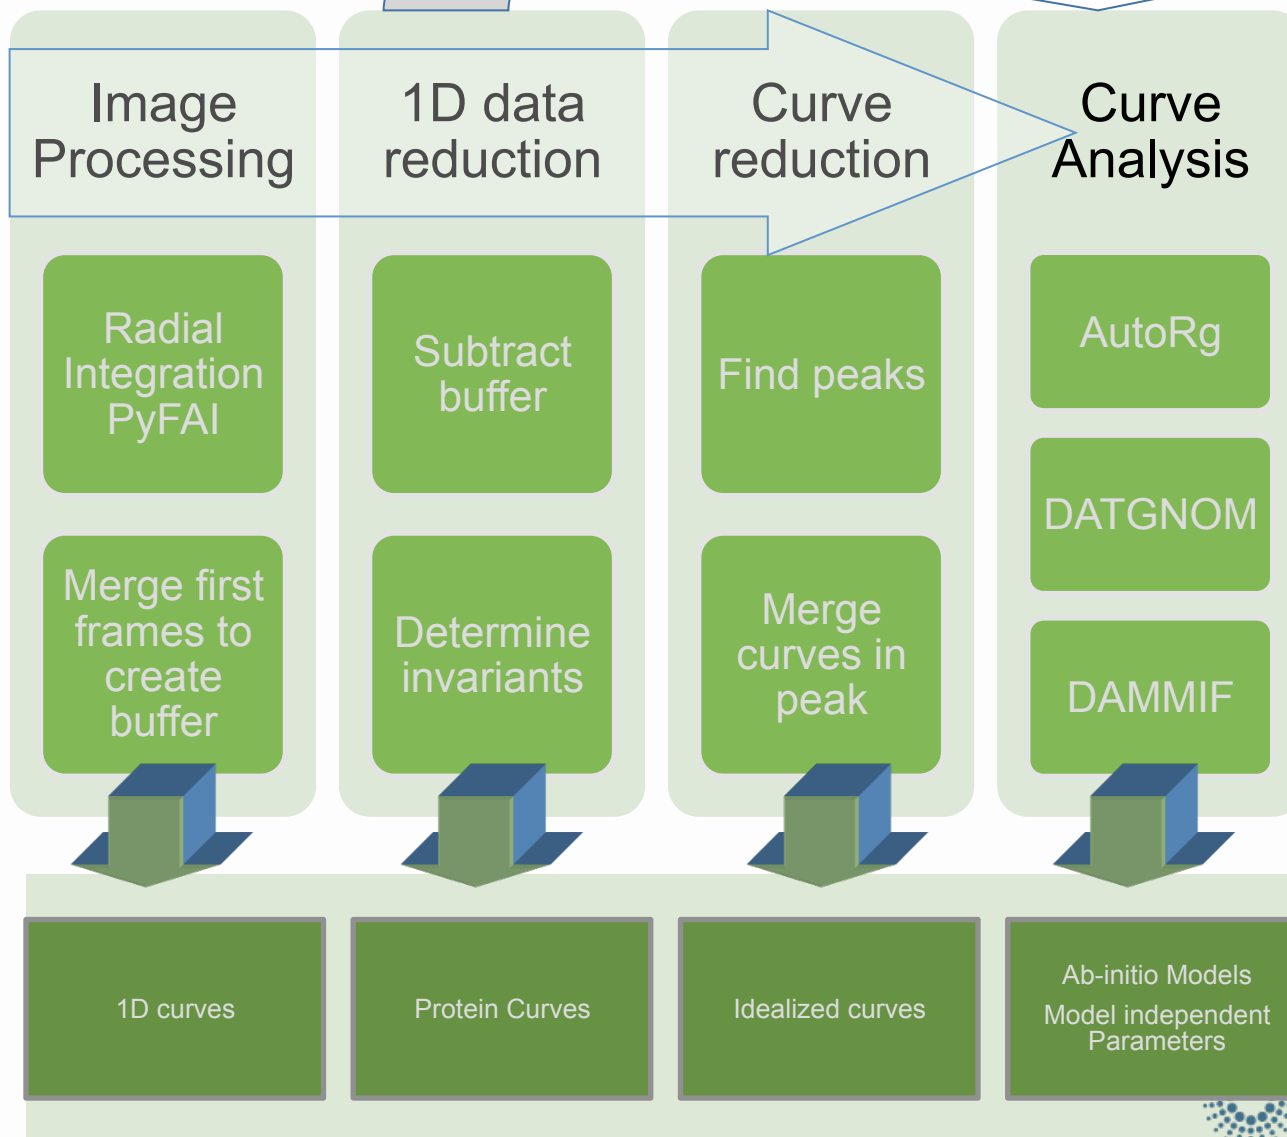 Image
Processing
1D data
reduction
Curve
reduction
Curve
Analysis
Radial
Integration
PyFAI
Merge first
frames to
create
buffer
Subtract
buffer
Determine
invariants
Find peaks
Merge
curves in
peak
AutoRg
DATGNOM
DAMMIF
1D curves
Protein Curves
Idealized curves
Ab-initio Models
Model independent
Parameters